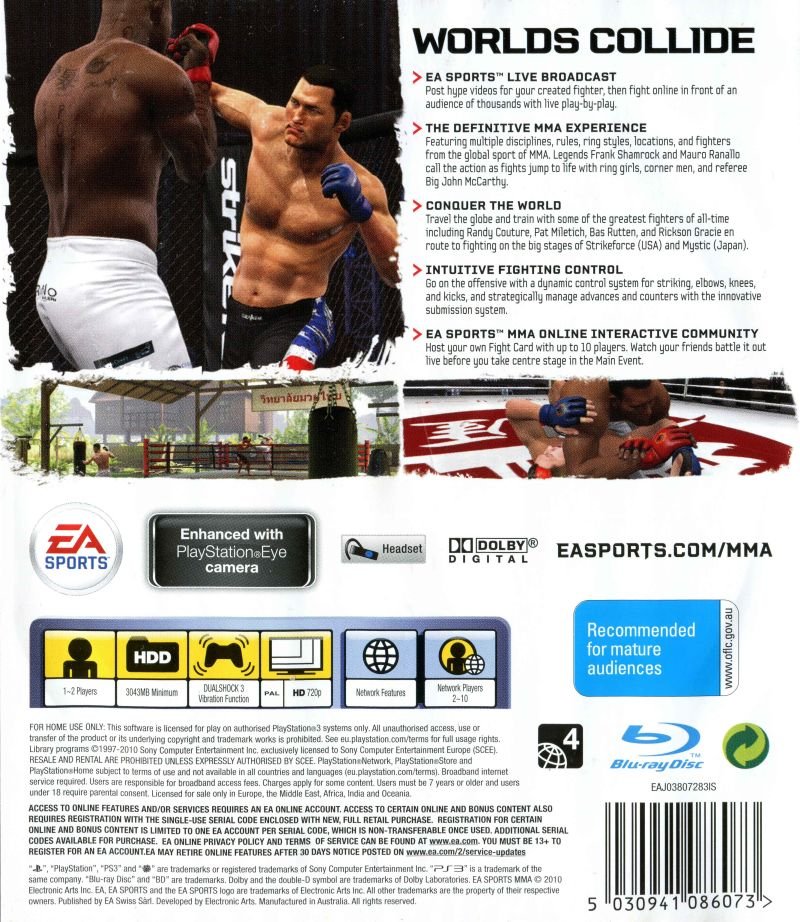 WORLDS COLLIDE
EA SPORTS™ LIVE BROADCAST
Post hype videos for your created fighter, then fight online in front of an
audience of thousands with live play-by-play.
THE DEFINITIVE MMA EXPERIENCE
Featuring multiple disciplines, rules, ring styles, locations, and fighters
from the global sport of MMA. Legends Frank Shamrock and Mauro Ranallo
call the action as fights jump to life with ring girls, corner men, and referee
Big John McCarthy.
CONQUER THE WORLD
Travel the globe and train with some of the greatest fighters of all-time
including Randy Couture, Pat Miletich, Bas Rutten, and Rickson Gracie en
route to fighting on the big stages of Strikeforce (USA) and Mystic (Japan).
INTUITIVE FIGHTING CONTROL
Go on the offensive with a dynamic control system for striking, elbows, knees,
and kicks, and strategically manage advances and counters with the innovative
submission system.
EA SPORTS™ MMA ONLINE INTERACTIVE COMMUNITY
Host your own Fight Card with up to 10 players. Watch your friends battle it out
live before you take centre stage in the Main Event.
strike
วิทยาลัยมวยไทย
EA
SPORTS™
Enhanced with
PlayStation®Eye
camera
Headset
DOLBY®
DIGITAL
EASPORTS.COM/MMA
1-2 Players
HDD
3043MB Minimum
DUALSHOCK 3
Vibration Function
PAL
HD 720p
Network Features
Network Players
2-10
Recommended
for mature
audiences
www.oflc.gov.au
FOR HOME USE ONLY: This software is licensed for play on authorised PlayStation®3 systems only. All unauthorised access, use or
transfer of the product or its underlying copyright and trademark works is prohibited. See eu.playstation.com/terms for full usage rights.
Library programs ©1997-2010 Sony Computer Entertainment Inc. exclusively licensed to Sony Computer Entertainment Europe (SCEE).
RESALE AND RENTAL ARE PROHIBITED UNLESS EXPRESSLY AUTHORISED BY SCEE. PlayStation®Network, PlayStation®Store and
PlayStation®Home subject to terms of use and not available in all countries and languages (eu.playstation.com/terms). Broadband internet
service required. Users are responsible for broadband access fees. Charges apply for some content. Users must be 7 years or older and users
under 18 require parental consent. Licensed for sale only in Europe, the Middle East, Africa, India and Oceania.
ACCESS TO ONLINE FEATURES AND/OR SERVICES REQUIRES AN EA ONLINE ACCOUNT. ACCESS TO CERTAIN ONLINE AND BONUS CONTENT ALSO
REQUIRES REGISTRATION WITH THE SINGLE-USE SERIAL CODE ENCLOSED WITH NEW, FULL RETAIL PURCHASE. REGISTRATION FOR CERTAIN
ONLINE AND BONUS CONTENT IS LIMITED TO ONE EA ACCOUNT PER SERIAL CODE, WHICH IS NON-TRANSFERABLE ONCE USED. ADDITIONAL SERIAL
CODES AVAILABLE FOR PURCHASE. EA ONLINE PRIVACY POLICY AND TERMS OF SERVICE CAN BE FOUND AT www.ea.com. YOU MUST BE 13+ TO
REGISTER FOR AN EA ACCOUNT.EA MAY RETIRE ONLINE FEATURES AFTER 30 DAYS NOTICE POSTED ON www.ea.com/2/service-updates
"", "PlayStation", "PS3" and "" are trademarks or registered trademarks of Sony Computer Entertainment Inc. "PS3" is a trademark of the
same company. "Blu-ray Disc" and "BD" are trademarks. Dolby and the double-D symbol are trademarks of Dolby Laboratories. EA SPORTS MMA © 2010
Electronic Arts Inc. EA, EA SPORTS and the EA SPORTS logo are trademarks of Electronic Arts Inc. All other trademarks are the property of their respective
owners. Published by EA Swiss Sàrl. Developed by Electronic Arts. Manufactured in Australia. All rights reserved.
4
Blu-ray Disc™
EAJ03807283IS
5 030941 086073 >